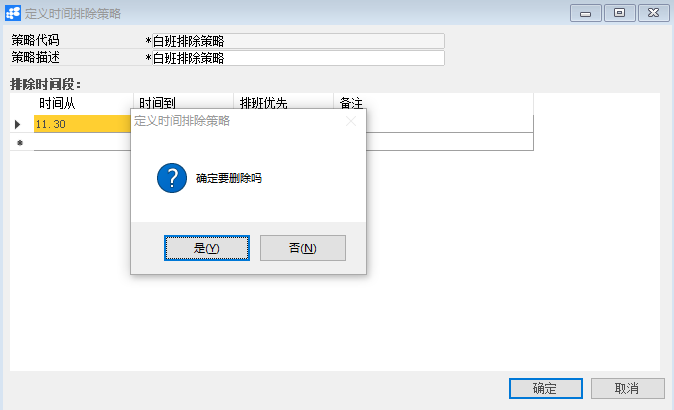 定义时间排除策略
策略代码 *白班排除策略
策略描述 *白班排除策略
排除时间段：
时间从 时间到 排班优先 备注
11.30
定义时间排除策略
确定要删除吗
是(Y) 否(N)
确定 取消